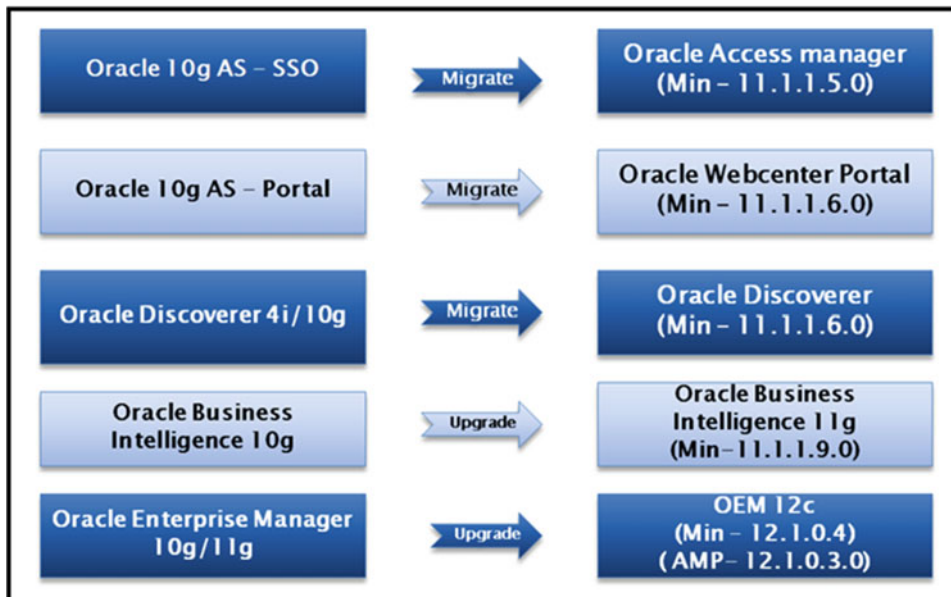 Oracle 10g AS – SSO
Migrate
Oracle Access manager
(Min – 11.1.1.5.0)
Oracle 10g AS – Portal
Migrate
Oracle Webcenter Portal
(Min – 11.1.1.6.0)
Oracle Discoverer 4i/10g
Migrate
Oracle Discoverer
(Min – 11.1.1.6.0)
Oracle Business
Intelligence 10g
Upgrade
Oracle Business
Intelligence 11g
(Min–11.1.1.9.0)
Oracle Enterprise Manager
10g/11g
Upgrade
OEM 12c
(Min – 12.1.0.4)
( AMP– 12.1.0.3.0)